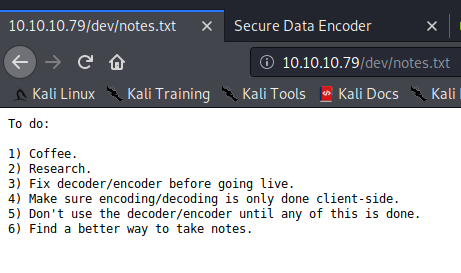 10.10.10.79/dev/notes.txt
Secure Data Encoder
10.10.10.79/dev/notes.txt
Kali Linux
Kali Training
Kali Tools
Kali Docs
Kali
To do:
1) Coffee.
2) Research.
3) Fix decoder/encoder before going live.
4) Make sure encoding/decoding is only done client-side.
5) Don't use the decoder/encoder until any of this is done.
6) Find a better way to take notes.